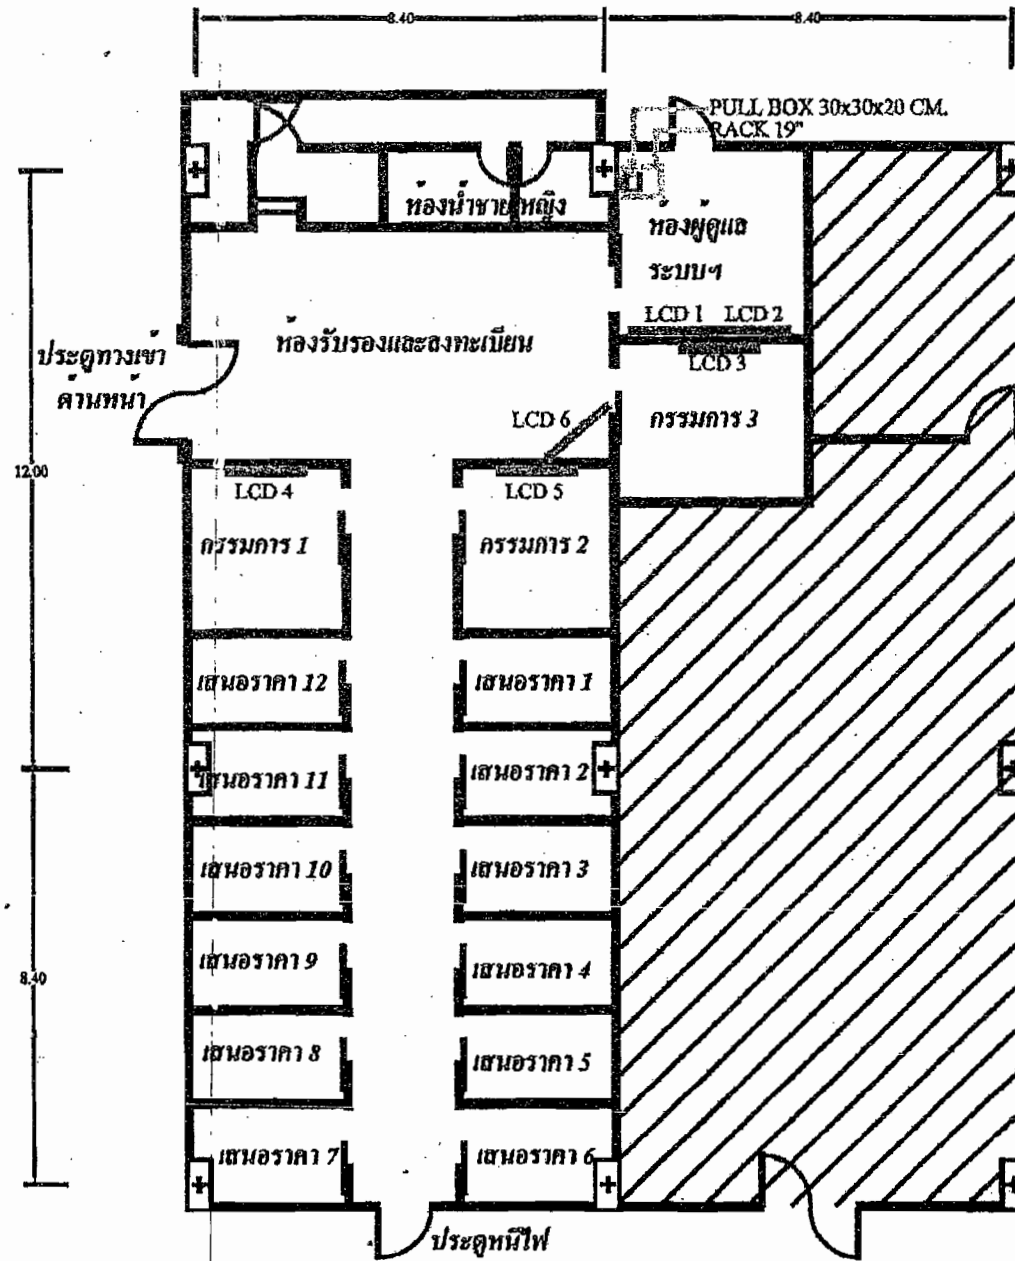 8.40
8.40
PULL BOX 30x30x20 CM.
RACK 19"
ห้องน้ำชาย หญิง
ห้องผู้ดูแล
ระบบฯ
LCD 1 LCD 2
ห้องรับรองและลงทะเบียน
ประตูทางเข้า
ด้านหน้า
LCD 3
LCD 6
กรรมการ 3
12.00
LCD 4
LCD 5
กรรมการ 1
กรรมการ 2
เสนอราคา 12
เสนอราคา 1
เสนอราคา 11
เสนอราคา 2
เสนอราคา 10
เสนอราคา 3
เสนอราคา 9
เสนอราคา 4
8.40
เสนอราคา 8
เสนอราคา 5
เสนอราคา 7
เสนอราคา 6
ประตูหนีไฟ